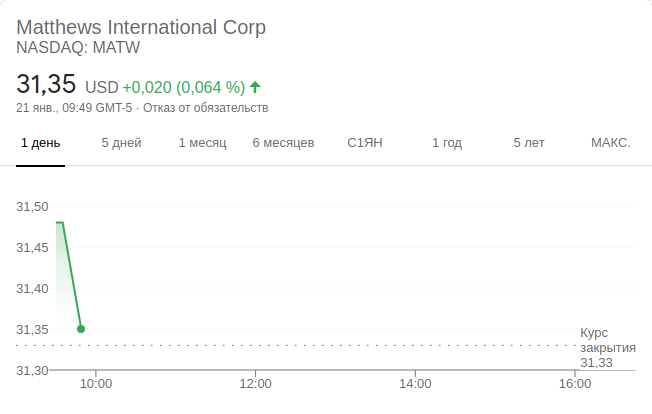 Matthews International Corp
NASDAQ: MATW
31,35 USD +0,020 (0,064 %)
21 янв., 09:49 GMT-5 · Отказ от обязательств
1 день 5 дней 1 месяц 6 месяцев С1ЯН 1 год 5 лет МАКС.
31,50
31,45
31,40
31,35
Курс
закрытия
31,33
31,30
10:00 12:00 14:00 16:00